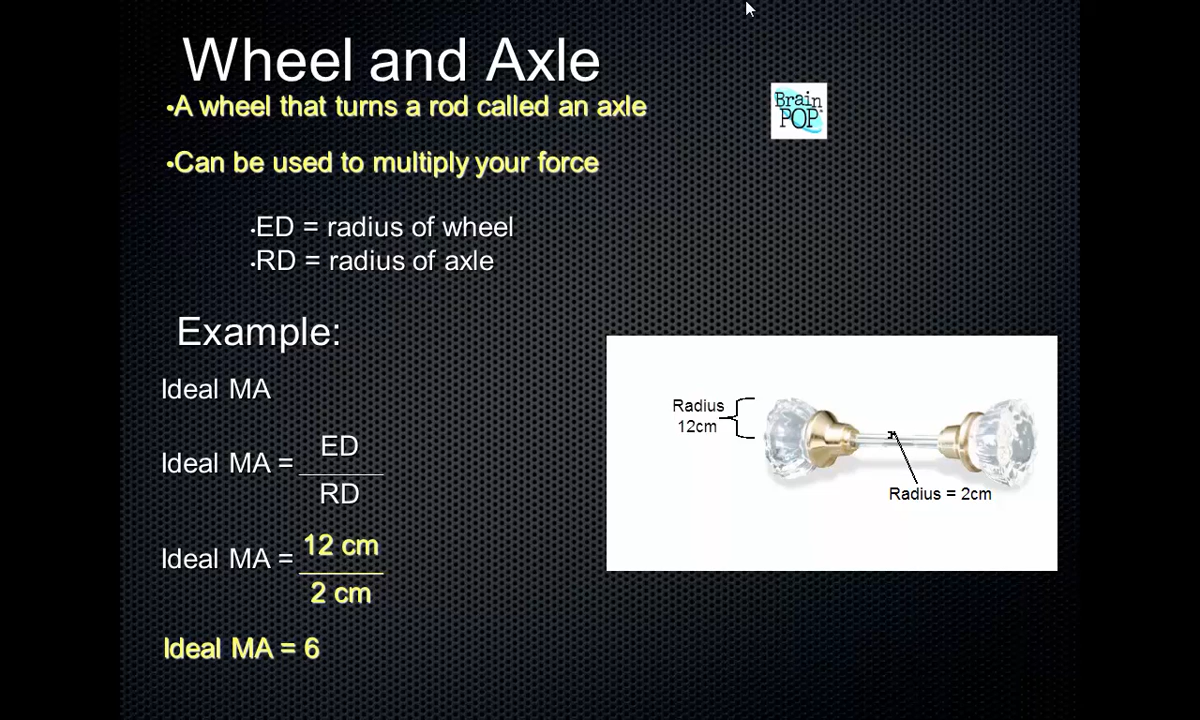 Wheel and Axle
•A wheel that turns a rod called an axle
Brain
POP
•Can be used to multiply your force
•ED = radius of wheel
•RD = radius of axle
Example:
Ideal MA
Ideal MA = ED
RD
Ideal MA = 12 cm
2 cm
Ideal MA = 6
Radius
12cm
Radius = 2cm